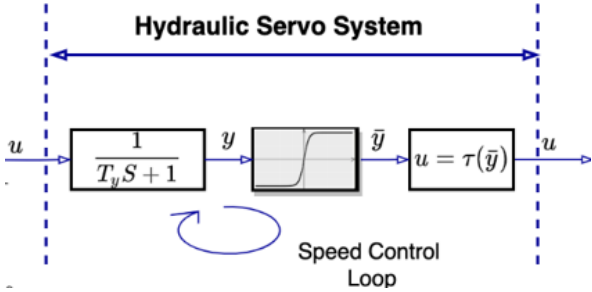 Hydraulic Servo System
u
1
T_y S + 1
y
ȳ
u = τ(ȳ)
u
Speed Control
Loop